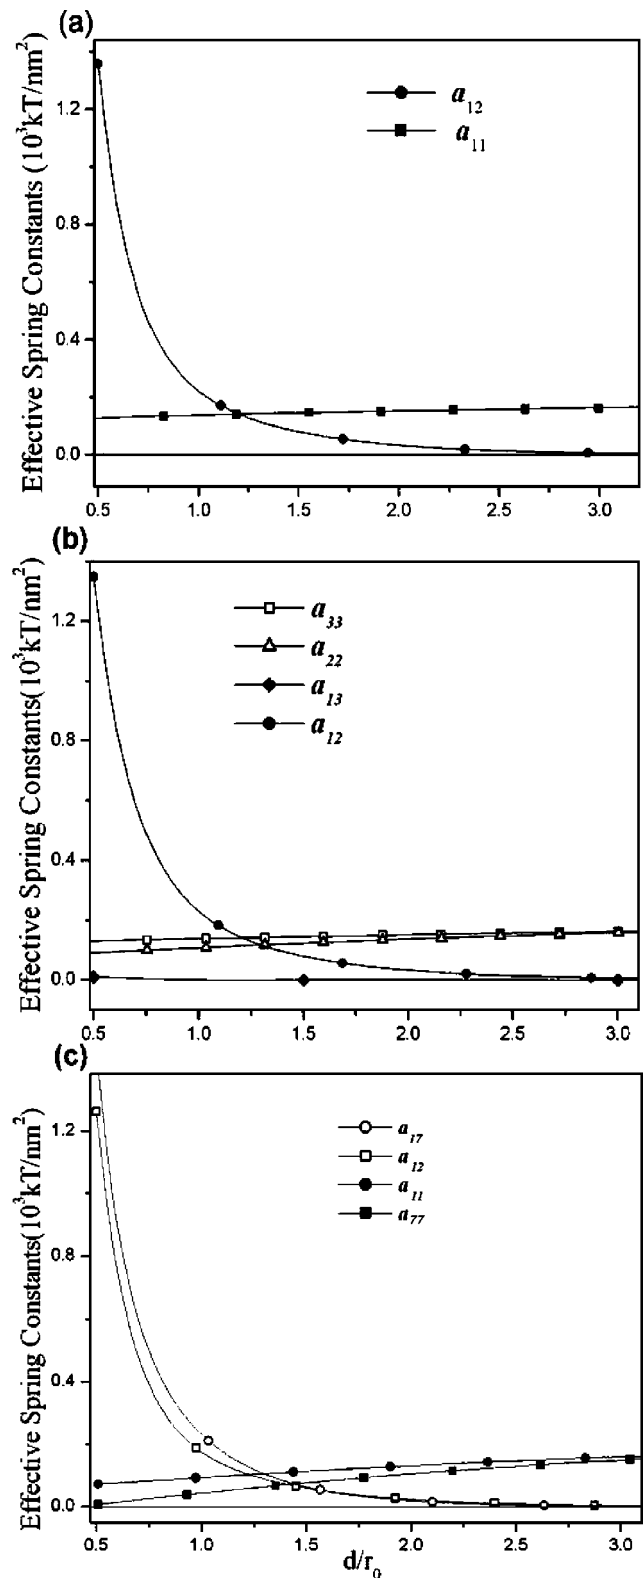 (a)
Effective Spring Constants (10³kT/nm²)
1.2
0.8
0.4
0.0
a₁₂
a₁₁
0.5 1.0 1.5 2.0 2.5 3.0
(b)
Effective Spring Constants(10³kT/nm²)
1.2
0.8
0.4
0.0
a₃₃
a₂₂
a₁₃
a₁₂
0.5 1.0 1.5 2.0 2.5 3.0
(c)
Effective Spring Constants(10³kT/nm²)
1.2
0.8
0.4
0.0
a₁₇
a₁₂
a₁₁
a₇₇
0.5 1.0 1.5 2.0 2.5 3.0
d/r₀